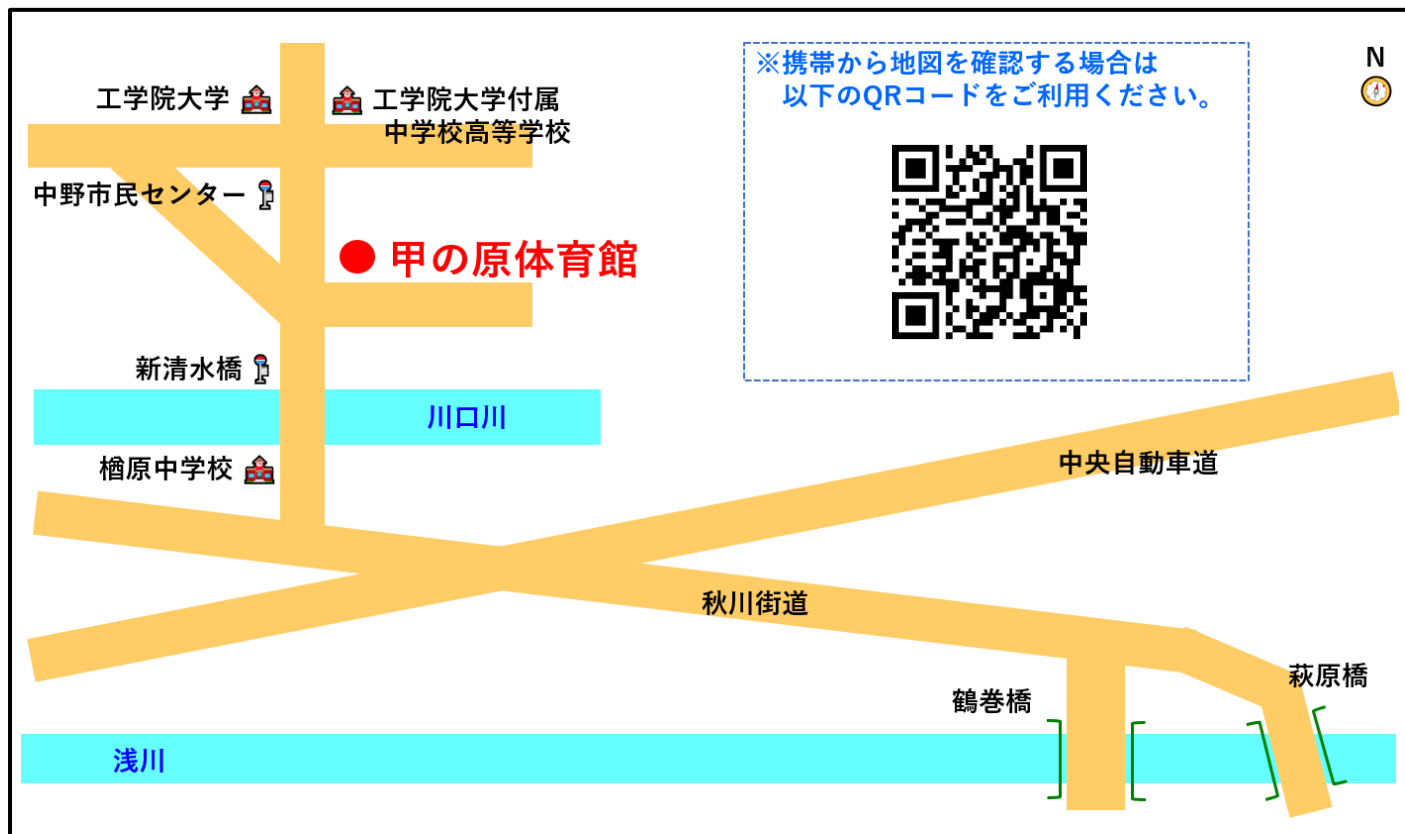 ※携帯から地図を確認する場合は
以下のQRコードをご利用ください。
N
工学院大学
工学院大学付属
中学校高等学校
中野市民センター
甲の原体育館
新清水橋
川口川
楢原中学校
中央自動車道
秋川街道
萩原橋
鶴巻橋
浅川